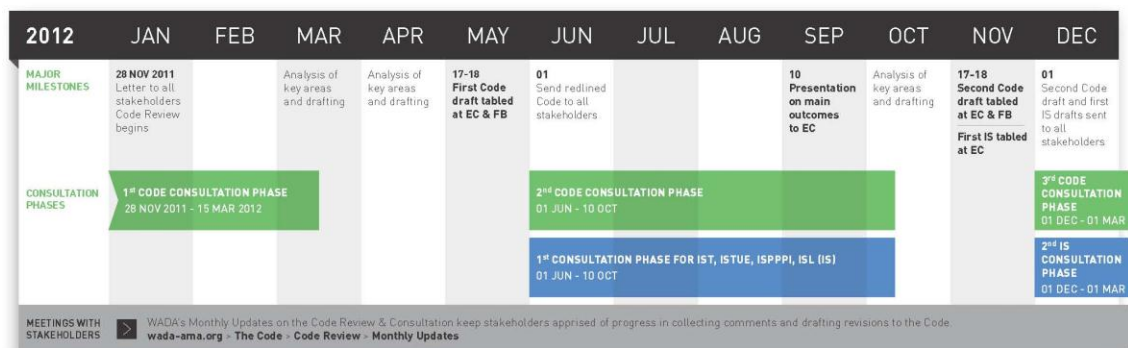 2012 JAN FEB MAR APR MAY JUN JUL AUG SEP OCT NOV DEC
MAJOR
MILESTONES
28 NOV 2011
Letter to all
stakeholders
Code Review
begins
Analysis of
key areas
and drafting
Analysis of
key areas
and drafting
17-18
First Code
draft tabled
at EC & FB
01
Send redlined
Code to all
stakeholders
10
Presentation
on main
outcomes
to EC
Analysis of
key areas
and drafting
17-18
Second Code
draft tabled
at EC & FB
First IS tabled
at EC
01
Second Code
draft and first
IS drafts sent
to all
stakeholders
CONSULTATION
PHASES
1st CODE CONSULTATION PHASE
28 NOV 2011 - 15 MAR 2012
2nd CODE CONSULTATION PHASE
01 JUN - 10 OCT
3rd CODE
CONSULTATION
PHASE
01 DEC - 01 MAR
1st CONSULTATION PHASE FOR IST, ISTUE, ISPPPI, ISL (IS)
01 JUN - 10 OCT
2nd IS
CONSULTATION
PHASE
01 DEC - 01 MAR
MEETINGS WITH
STAKEHOLDERS
WADA's Monthly Updates on the Code Review & Consultation keep stakeholders apprised of progress in collecting comments and drafting revisions to the Code.
wada-ama.org > The Code > Code Review > Monthly Updates